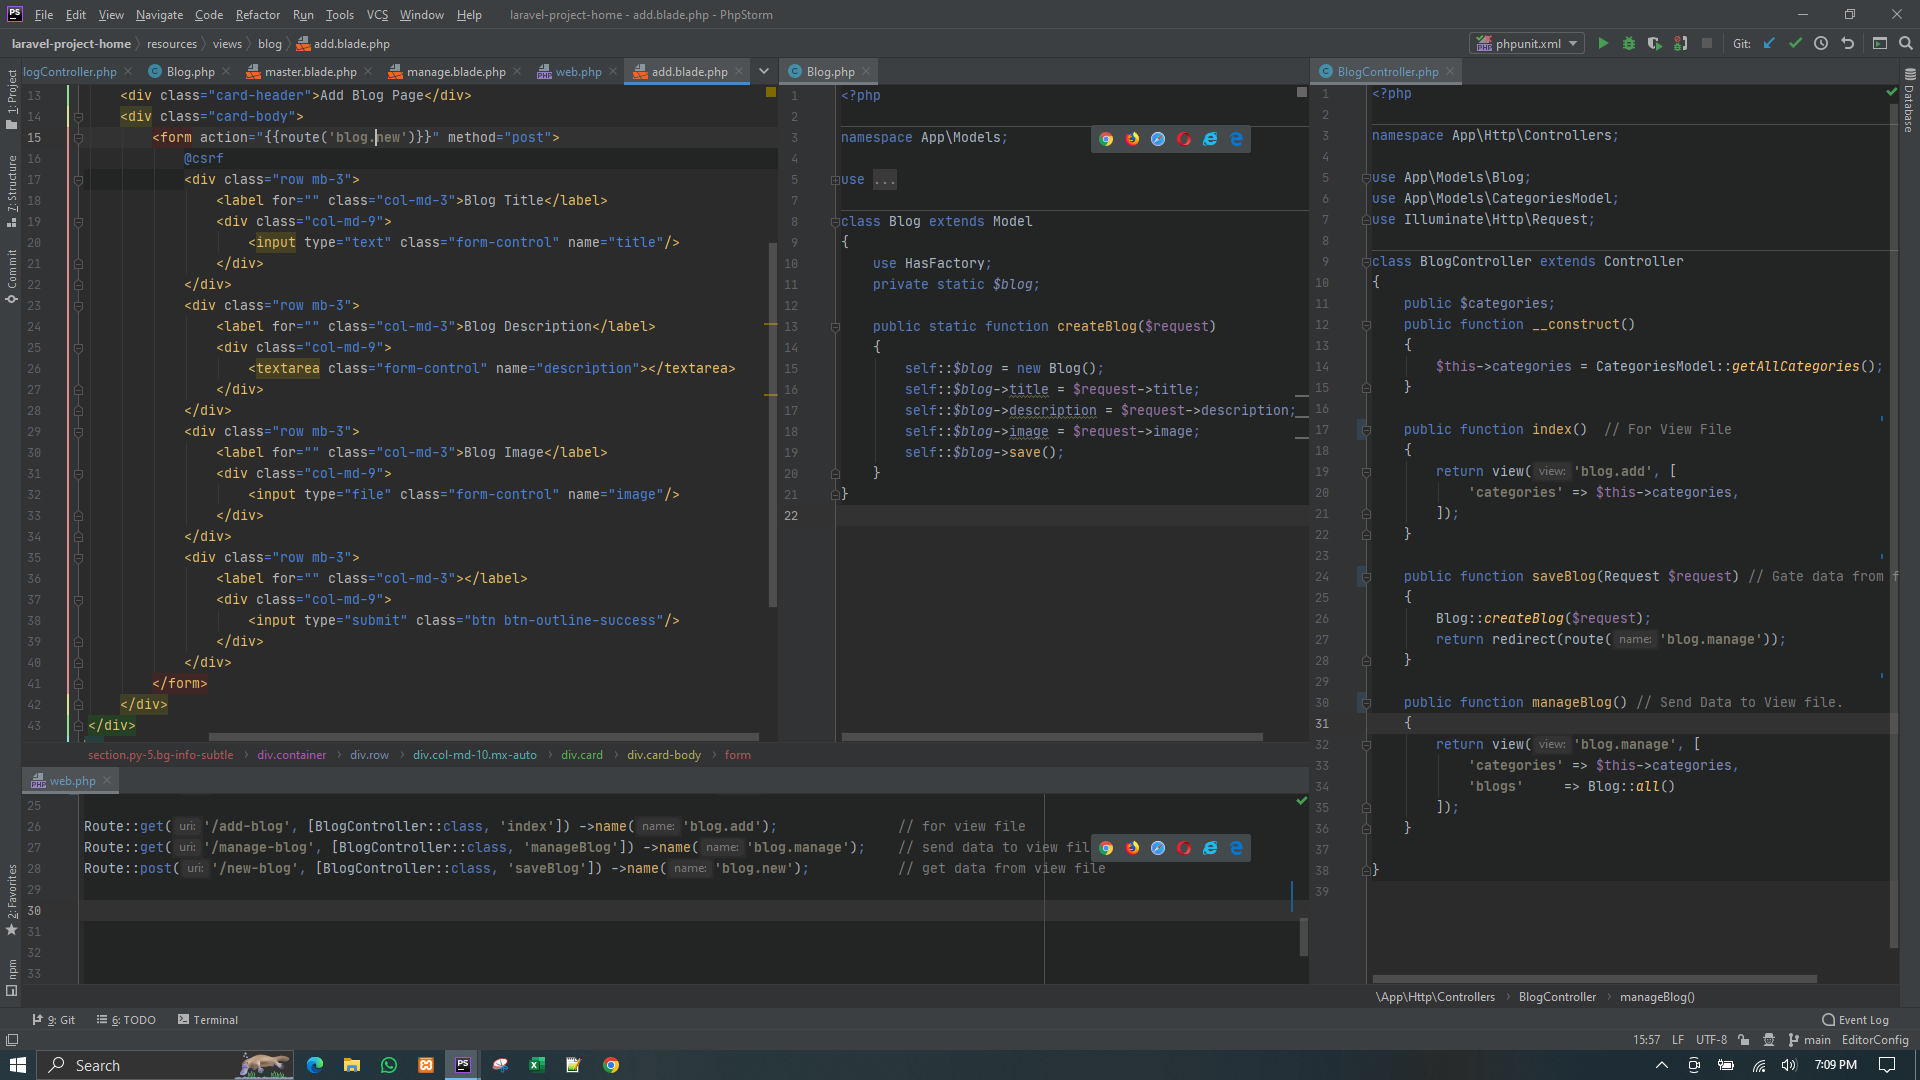 PS File Edit View Navigate Code Refactor Run Tools VCS Window Help laravel-project-home - add.blade.php - PhpStorm
laravel-project-home resources views blog add.blade.php
phpunit.xml Git:
logController.php Blog.php master.blade.php manage.blade.php web.php add.blade.php
13 <div class="card-header">Add Blog Page</div>
14 <div class="card-body">
15 <form action="{{route('blog.new')}}" method="post">
16 @csrf
17 <div class="row mb-3">
18 <label for="" class="col-md-3">Blog Title</label>
19 <div class="col-md-9">
20 <input type="text" class="form-control" name="title"/>
21 </div>
22 </div>
23 <div class="row mb-3">
24 <label for="" class="col-md-3">Blog Description</label>
25 <div class="col-md-9">
26 <textarea class="form-control" name="description"></textarea>
27 </div>
28 </div>
29 <div class="row mb-3">
30 <label for="" class="col-md-3">Blog Image</label>
31 <div class="col-md-9">
32 <input type="file" class="form-control" name="image"/>
33 </div>
34 </div>
35 <div class="row mb-3">
36 <label for="" class="col-md-3"></label>
37 <div class="col-md-9">
38 <input type="submit" class="btn btn-outline-success"/>
39 </div>
40 </div>
41 </form>
42 </div>
43 </div>
section.py-5.bg-info-subtle div.container div.row div.col-md-10.mx-auto div.card div.card-body form
Blog.php
1 <?php
2
3 namespace App\Models;
4
5 use ...
7
8 class Blog extends Model
9 {
10 use HasFactory;
11 private static $blog;
12
13 public static function createBlog($request)
14 {
15 self::$blog = new Blog();
16 self::$blog->title = $request->title;
17 self::$blog->description = $request->description;
18 self::$blog->image = $request->image;
19 self::$blog->save();
20 }
21 }
22
BlogController.php
1 <?php
2
3 namespace App\Http\Controllers;
4
5 use App\Models\Blog;
6 use App\Models\CategoriesModel;
7 use Illuminate\Http\Request;
8
9 class BlogController extends Controller
10 {
11 public $categories;
12 public function __construct()
13 {
14 $this->categories = CategoriesModel::getAllCategories();
15 }
16
17 public function index() // For View File
18 {
19 return view( view: 'blog.add', [
20 'categories' => $this->categories,
21 ]);
22 }
23
24 public function saveBlog(Request $request) // Gate data from f
25 {
26 Blog::createBlog($request);
27 return redirect(route( name: 'blog.manage'));
28 }
29
30 public function manageBlog() // Send Data to View file.
31 {
32 return view( view: 'blog.manage', [
33 'categories' => $this->categories,
34 'blogs' => Blog::all()
35 ]);
36 }
37
38 }
39
\App\Http\Controllers BlogController manageBlog()
web.php
25
26 Route::get( uri: '/add-blog', [BlogController::class, 'index']) ->name( name: 'blog.add'); // for view file
27 Route::get( uri: '/manage-blog', [BlogController::class, 'manageBlog']) ->name( name: 'blog.manage'); // send data to view fil
28 Route::post( uri: '/new-blog', [BlogController::class, 'saveBlog']) ->name( name: 'blog.new'); // get data from view file
29
30
31
32
33
1: Project
7: Structure
Commit
2: Favorites
npm
Database
9: Git 6: TODO Terminal Event Log
15:57 LF UTF-8 main EditorConfig
Search PS 7:09 PM